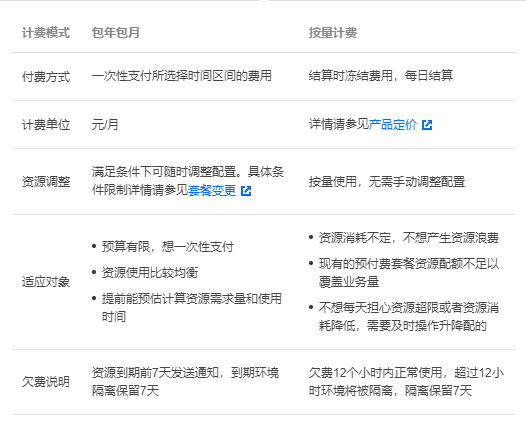 计费模式 包年包月 按量计费
付费方式 一次性支付所选择时间区间的费用 结算时冻结费用，每日结算
计费单位 元/月 详情请参见产品定价
资源调整 满足条件下可随时调整配置。具体条
件限制详情请参见套餐变更 按量使用，无需手动调整配置
适应对象
• 预算有限，想一次性支付
• 资源使用比较均衡
• 提前能预估计算资源需求量和使用
时间
• 资源消耗不定，不想产生资源浪费
• 现有的预付费套餐资源配额不足以
覆盖业务量
• 不想每天担心资源超限或者资源消
耗降低，需要及时操作升降配的
欠费说明
资源到期前7天发送通知，到期环境
隔离保留7天
欠费12个小时内正常使用，超过12小
时环境将被隔离，隔离保留7天